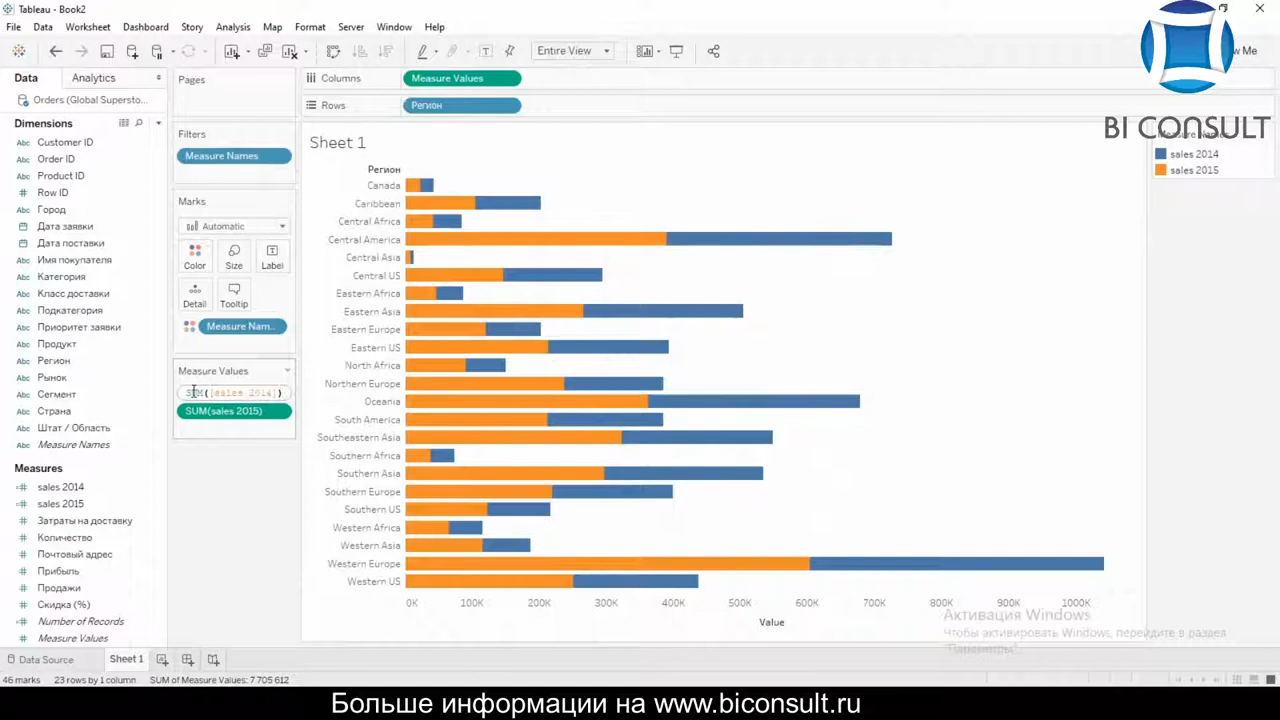 Tableau - Book2
File Data Worksheet Dashboard Story Analysis Map Format Server Window Help
Entire View
w Me
BI CONSULT
Data
Analytics
Orders (Global Supersto...
Dimensions
Customer ID
Order ID
Product ID
Row ID
Город
Дата заявки
Дата поставки
Имя покупателя
Категория
Класс доставки
Подкатегория
Приоритет заявки
Продукт
Регион
Рынок
Сегмент
Страна
Штат / Область
Measure Names
Measures
sales 2014
sales 2015
Затраты на доставку
Количество
Почтовый адрес
Прибыль
Продажи
Скидка (%)
Number of Records
Measure Values
Pages
Filters
Measure Names
Marks
Automatic
Color
Size
Label
Detail
Tooltip
Measure Nam..
Measure Values
SUM([sales 2014])
SUM(sales 2015)
Columns
Measure Values
Rows
Регион
Sheet 1
Регион
Canada
Caribbean
Central Africa
Central America
Central Asia
Central US
Eastern Africa
Eastern Asia
Eastern Europe
Eastern US
North Africa
Northern Europe
Oceania
South America
Southeastern Asia
Southern Africa
Southern Asia
Southern Europe
Southern US
Western Africa
Western Asia
Western Europe
Western US
0K 100K 200K 300K 400K 500K 600K 700K 800K 900K 1000K
Value
Measure Names
sales 2014
sales 2015
Активация Windows
Чтобы активировать Windows, перейдите в раздел
"Параметры".
Data Source
Sheet 1
46 marks 23 rows by 1 column SUM of Measure Values: 7 705 612
Больше информации на www.biconsult.ru